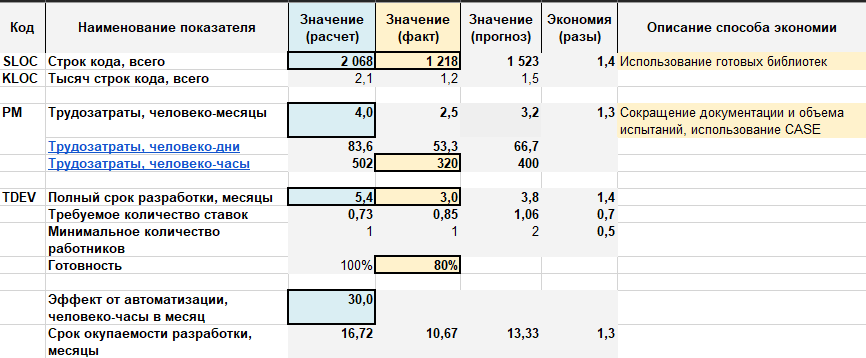 Код Наименование показателя Значение (расчет) Значение (факт) Значение (прогноз) Экономия (разы) Описание способа экономии
SLOC Строк кода, всего 2 068 1 218 1 523 1,4 Использование готовых библиотек
KLOC Тысяч строк кода, всего 2,1 1,2 1,5
PM Трудозатраты, человеко-месяцы 4,0 2,5 3,2 1,3 Сокращение документации и объема
испытаний, использование CASE
Трудозатраты, человеко-дни 83,6 53,3 66,7
Трудозатраты, человеко-часы 502 320 400
TDEV Полный срок разработки, месяцы 5,4 3,0 3,8 1,4
Требуемое количество ставок 0,73 0,85 1,06 0,7
Минимальное количество
работников 1 1 2 0,5
Готовность 100% 80%
Эффект от автоматизации,
человеко-часы в месяц 30,0
Срок окупаемости разработки,
месяцы 16,72 10,67 13,33 1,3